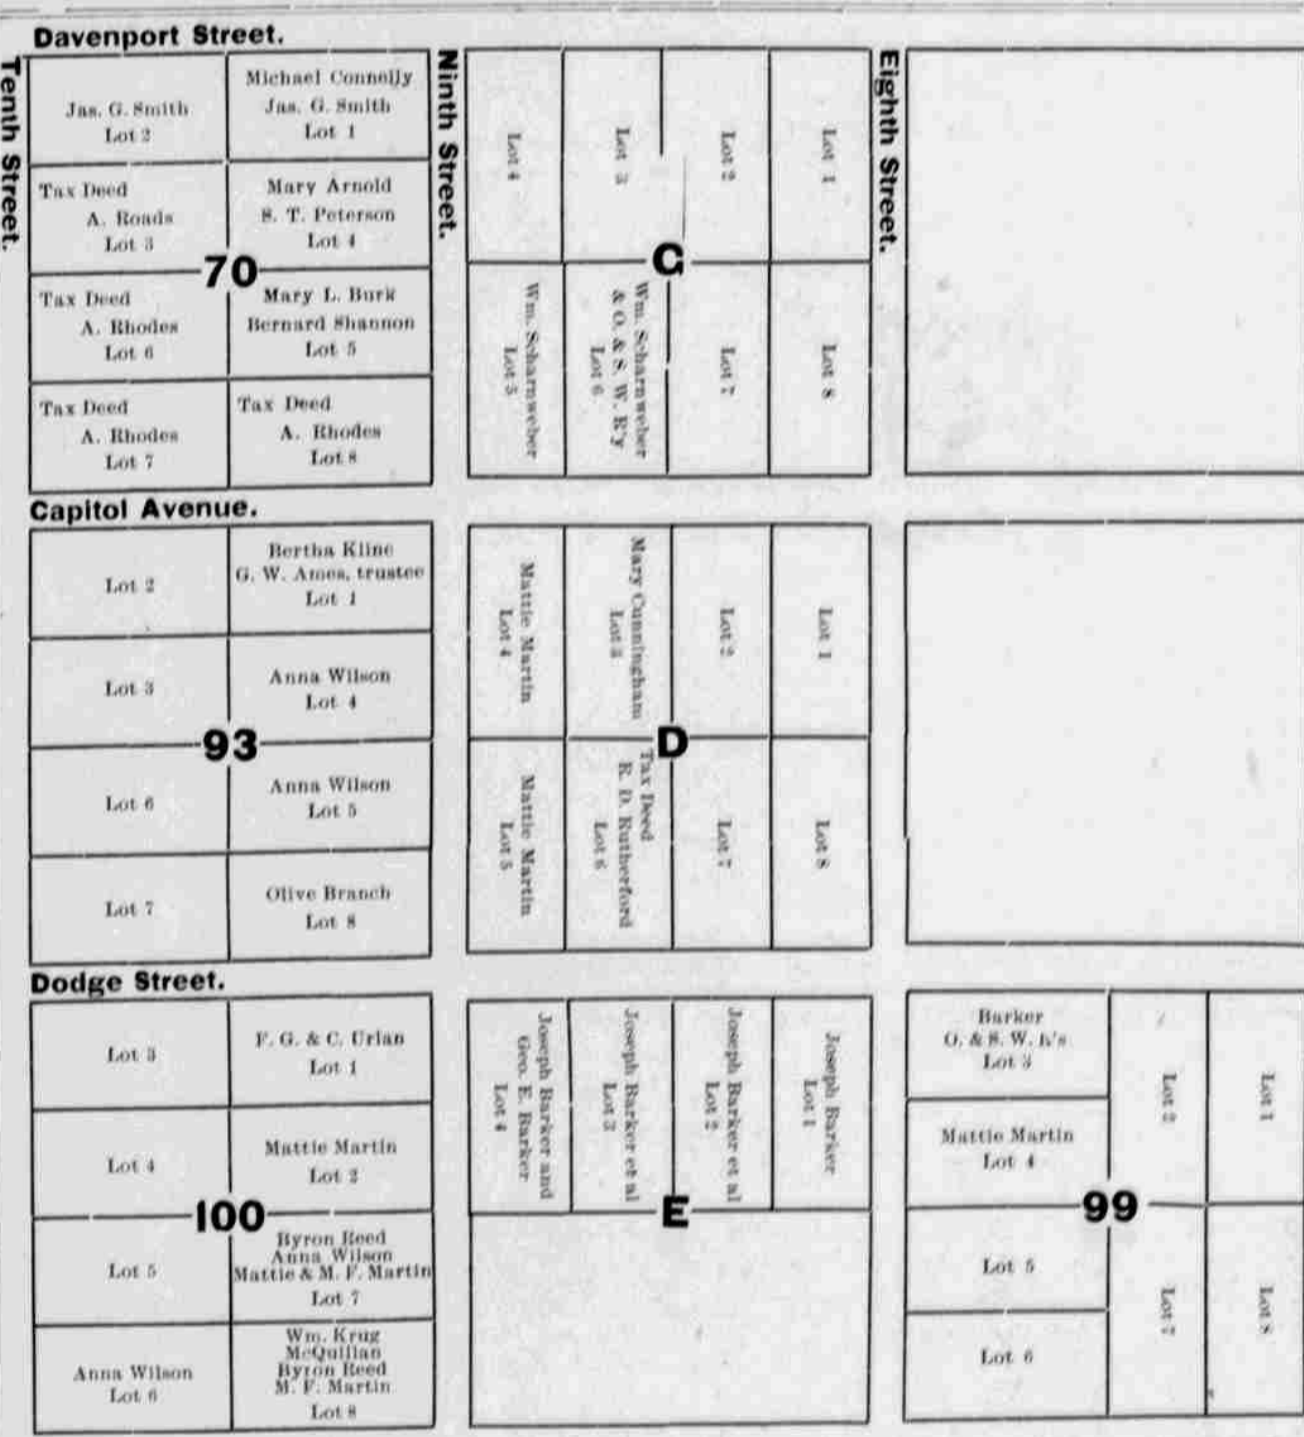 Davenport Street.
Tenth Street.
Ninth Street.
Eighth Street.
Jas. G. Smith
Lot 2
Michael Connelly
Jas. G. Smith
Lot 1
Tax Deed
A. Roads
Lot 3
Mary Arnold
S. T. Peterson
Lot 4
70
Tax Deed
A. Rhodes
Lot 6
Mary L. Burk
Bernard Shannon
Lot 5
Tax Deed
A. Rhodes
Lot 7
Tax Deed
A. Rhodes
Lot 8
Lot 4
Lot 3
Lot 2
Lot 1
C
Wm. Scharnweber
Lot 5
Wm. Scharnweber
& O. & S. W. R'y
Lot 6
Lot 7
Lot 8
Capitol Avenue.
Lot 2
Bertha Kline
G. W. Ames, trustee
Lot 1
Lot 3
Anna Wilson
Lot 4
93
Lot 6
Anna Wilson
Lot 5
Lot 7
Olive Branch
Lot 8
Mattie Martin
Lot 4
Mary Cunningham
Lot 3
Lot 2
Lot 1
D
Mattie Martin
Lot 5
Tax Deed
R. D. Rutherford
Lot 6
Lot 7
Lot 8
Dodge Street.
Lot 3
F. G. & C. Urlan
Lot 1
Lot 4
Mattie Martin
Lot 2
100
Lot 5
Byron Reed
Anna Wilson
Mattie & M. F. Martin
Lot 7
Anna Wilson
Lot 6
Wm. Krug
McQuillan
Byron Reed
M. F. Martin
Lot 8
Joseph Barker and
Geo. E. Barker
Lot 4
Joseph Barker et al
Lot 3
Joseph Barker et al
Lot 2
Joseph Barker
Lot 1
E
Barker
O. & S. W.
Lot 3
Mattie Martin
Lot 4
Lot 2
Lot 1
99
Lot 5
Lot 6
Lot 7
Lot 8